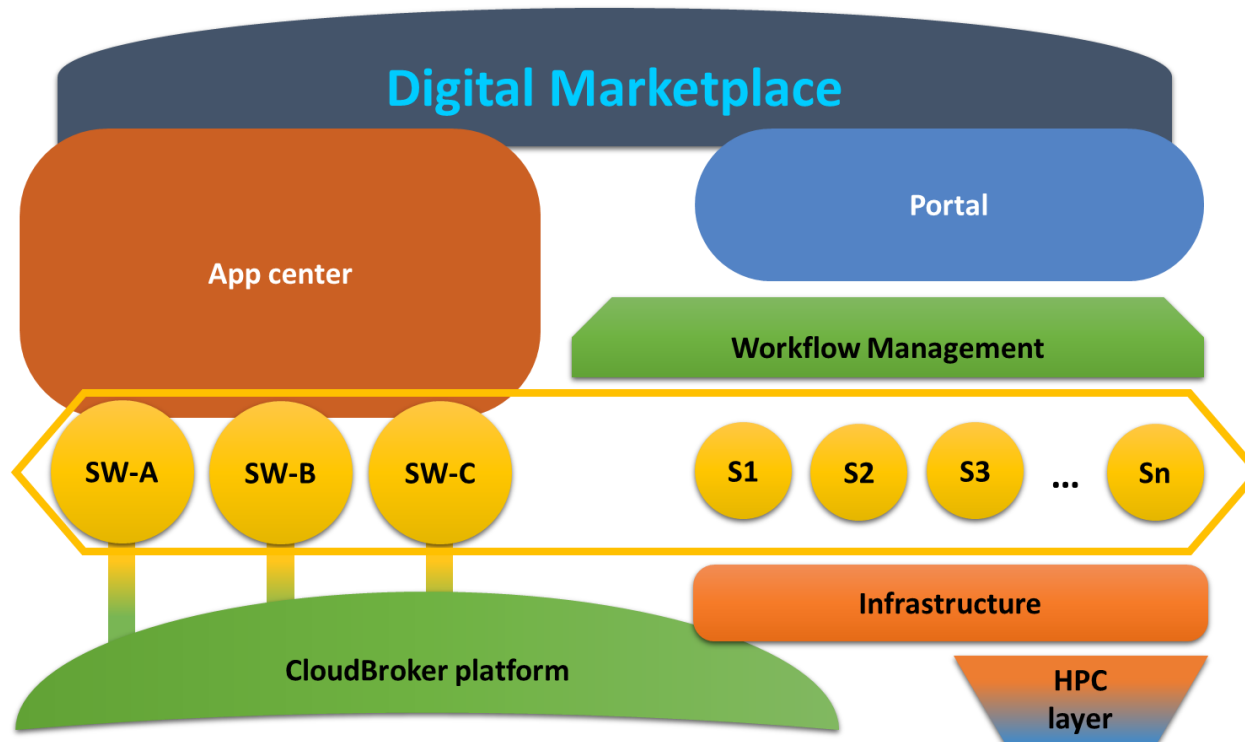 Digital Marketplace
App center
Portal
Workflow Management
SW-A SW-B SW-C S1 S2 S3 ... Sn
Infrastructure
CloudBroker platform
HPC
layer